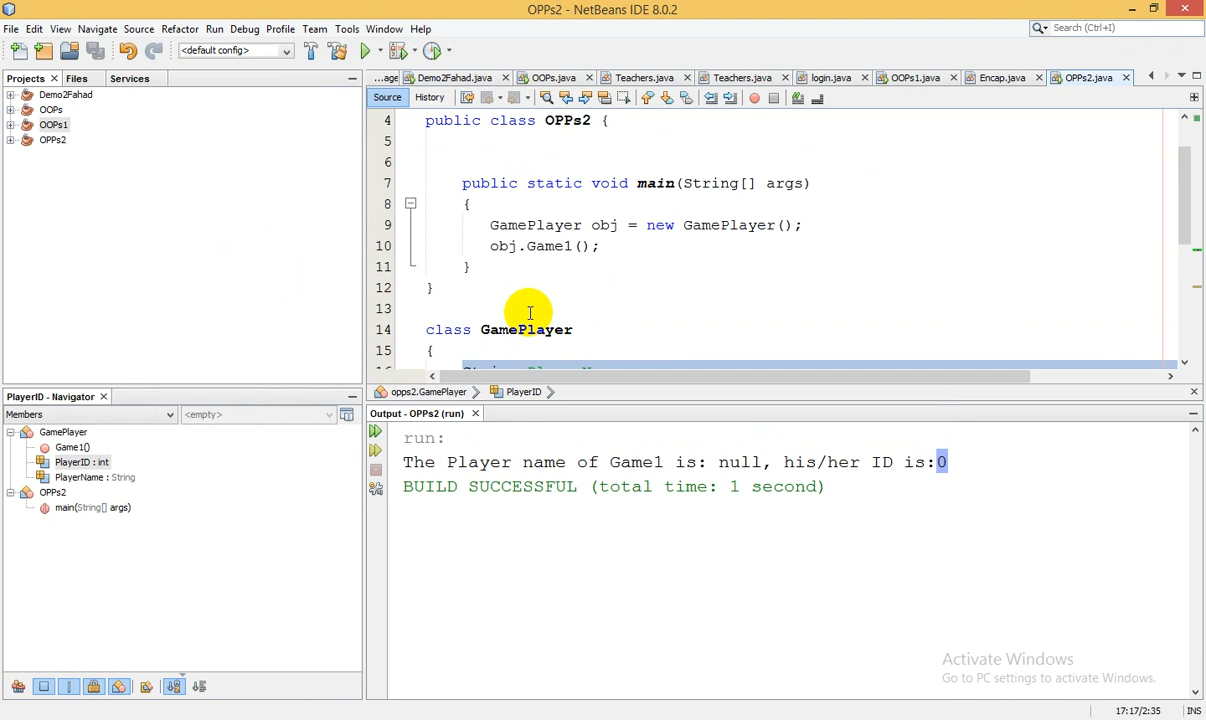 OPPs2 - NetBeans IDE 8.0.2
File Edit View Navigate Source Refactor Run Debug Profile Team Tools Window Help
Search (Ctrl+I)
<default config>
Projects Files Services
...age Demo2Fahad.java OOPs.java Teachers.java Teachers.java login.java OOPs1.java Encap.java OPPs2.java
Source History
Demo2Fahad
OOPs
OOPs1
OPPs2
4 public class OPPs2 {
5
6
7 public static void main(String[] args)
8 {
9 GamePlayer obj = new GamePlayer();
10 obj.Game1();
11 }
12 }
13
14 class GamePlayer
15 {
opps2.GamePlayer PlayerID
PlayerID - Navigator
Members <empty>
GamePlayer
Game1()
PlayerID : int
PlayerName : String
OPPs2
main(String[] args)
Output - OPPs2 (run)
run:
The Player name of Game1 is: null, his/her ID is:0
BUILD SUCCESSFUL (total time: 1 second)
Activate Windows
Go to PC settings to activate Windows.
17:17/2:35 INS